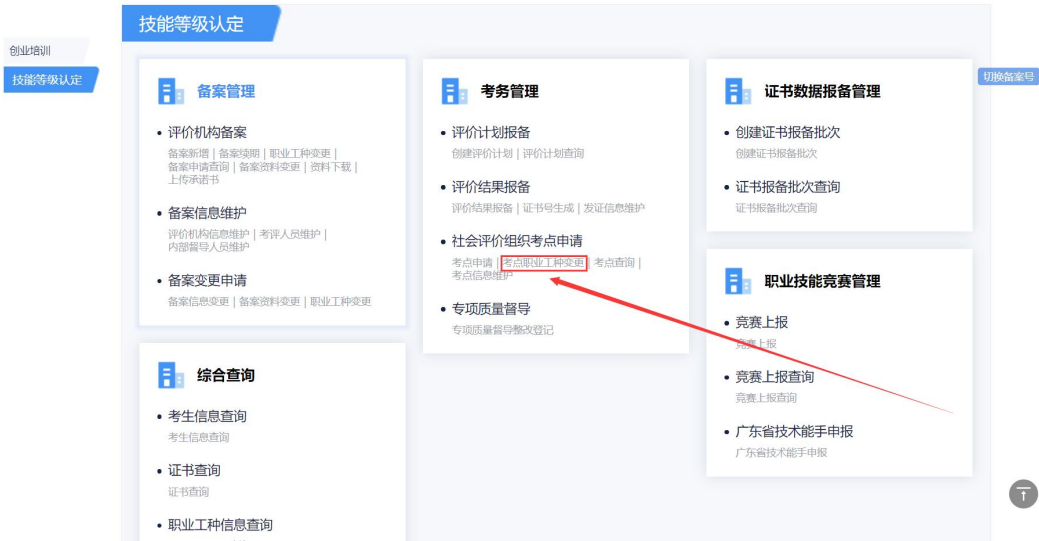 技能等级认定
创业培训
技能等级认定
切换备案号
备案管理
评价机构备案
备案新增 | 备案续期 | 职业工种变更 |
备案申请查询 | 备案资料变更 | 资料下载 |
上传承诺书
备案信息维护
评价机构信息维护 | 考评人员维护 |
内部督导人员维护
备案变更申请
备案信息变更 | 备案资料变更 | 职业工种变更
综合查询
考生信息查询
考生信息查询
证书查询
证书查询
职业工种信息查询
考务管理
评价计划报备
创建评价计划 | 评价计划查询
评价结果报备
评价结果报备 | 证书号生成 | 发证信息维护
社会评价组织考点申请
考点申请 | 考点职业工种变更 | 考点查询 |
考点信息维护
专项质量督导
专项质量督导整改登记
证书数据报备管理
创建证书报备批次
创建证书报备批次
证书报备批次查询
证书报备批次查询
职业技能竞赛管理
竞赛上报
竞赛上报
竞赛上报查询
竞赛上报查询
广东省技术能手申报
广东省技术能手申报